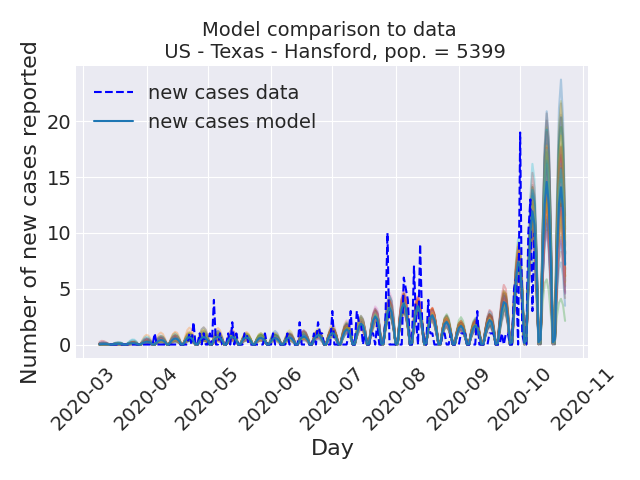 Model comparison to data
US - Texas - Hansford, pop. = 5399
Number of new cases reported
new cases data
new cases model
20
15
10
5
0
2020-03
2020-04
2020-05
2020-06
2020-07
2020-08
2020-09
2020-10
2020-11
Day